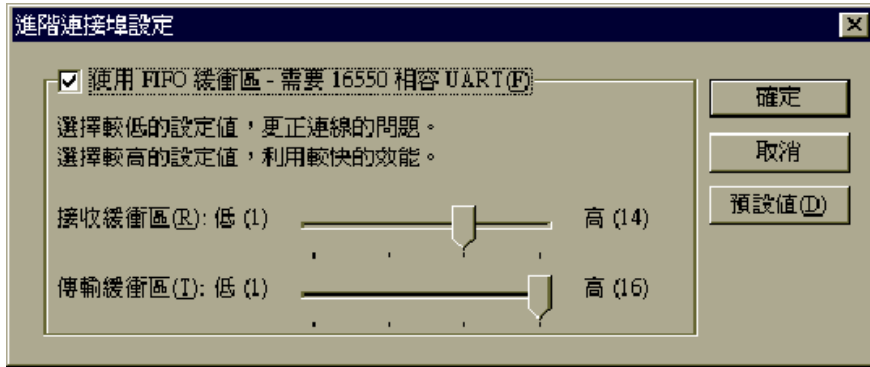 進階連接埠設定
使用 FIFO 緩衝區 - 需要 16550 相容 UART(F)
選擇較低的設定值，更正連線的問題。
選擇較高的設定值，利用較快的效能。
接收緩衝區(R): 低 (1) 高 (14)
傳輸緩衝區(T): 低 (1) 高 (16)
確定
取消
預設值(D)